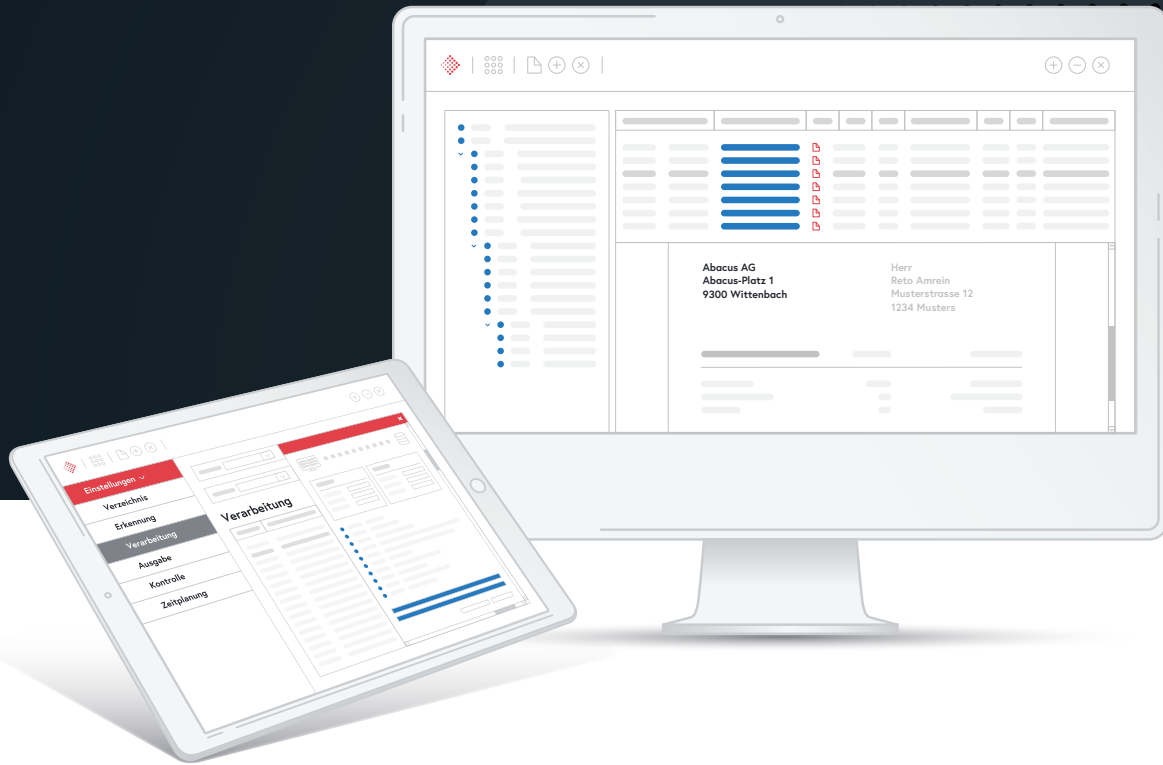 Abacus AG
Abacus-Platz 1
9300 Wittenbach
Herr
Reto Amrein
Musterstrasse 12
1234 Musters
Einstellungen
Verzeichnis
Erkennung
Verarbeitung
Ausgabe
Kontrolle
Zeitplanung
Verarbeitung